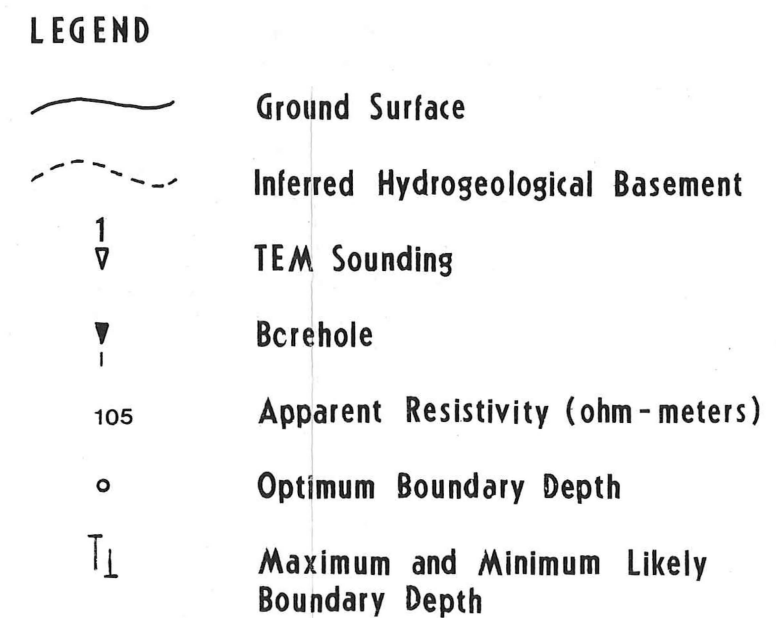 LEGEND
Ground Surface
Inferred Hydrogeological Basement
1
TEM Sounding
Borehole
105 Apparent Resistivity (ohm-meters)
Optimum Boundary Depth
Maximum and Minimum Likely
Boundary Depth